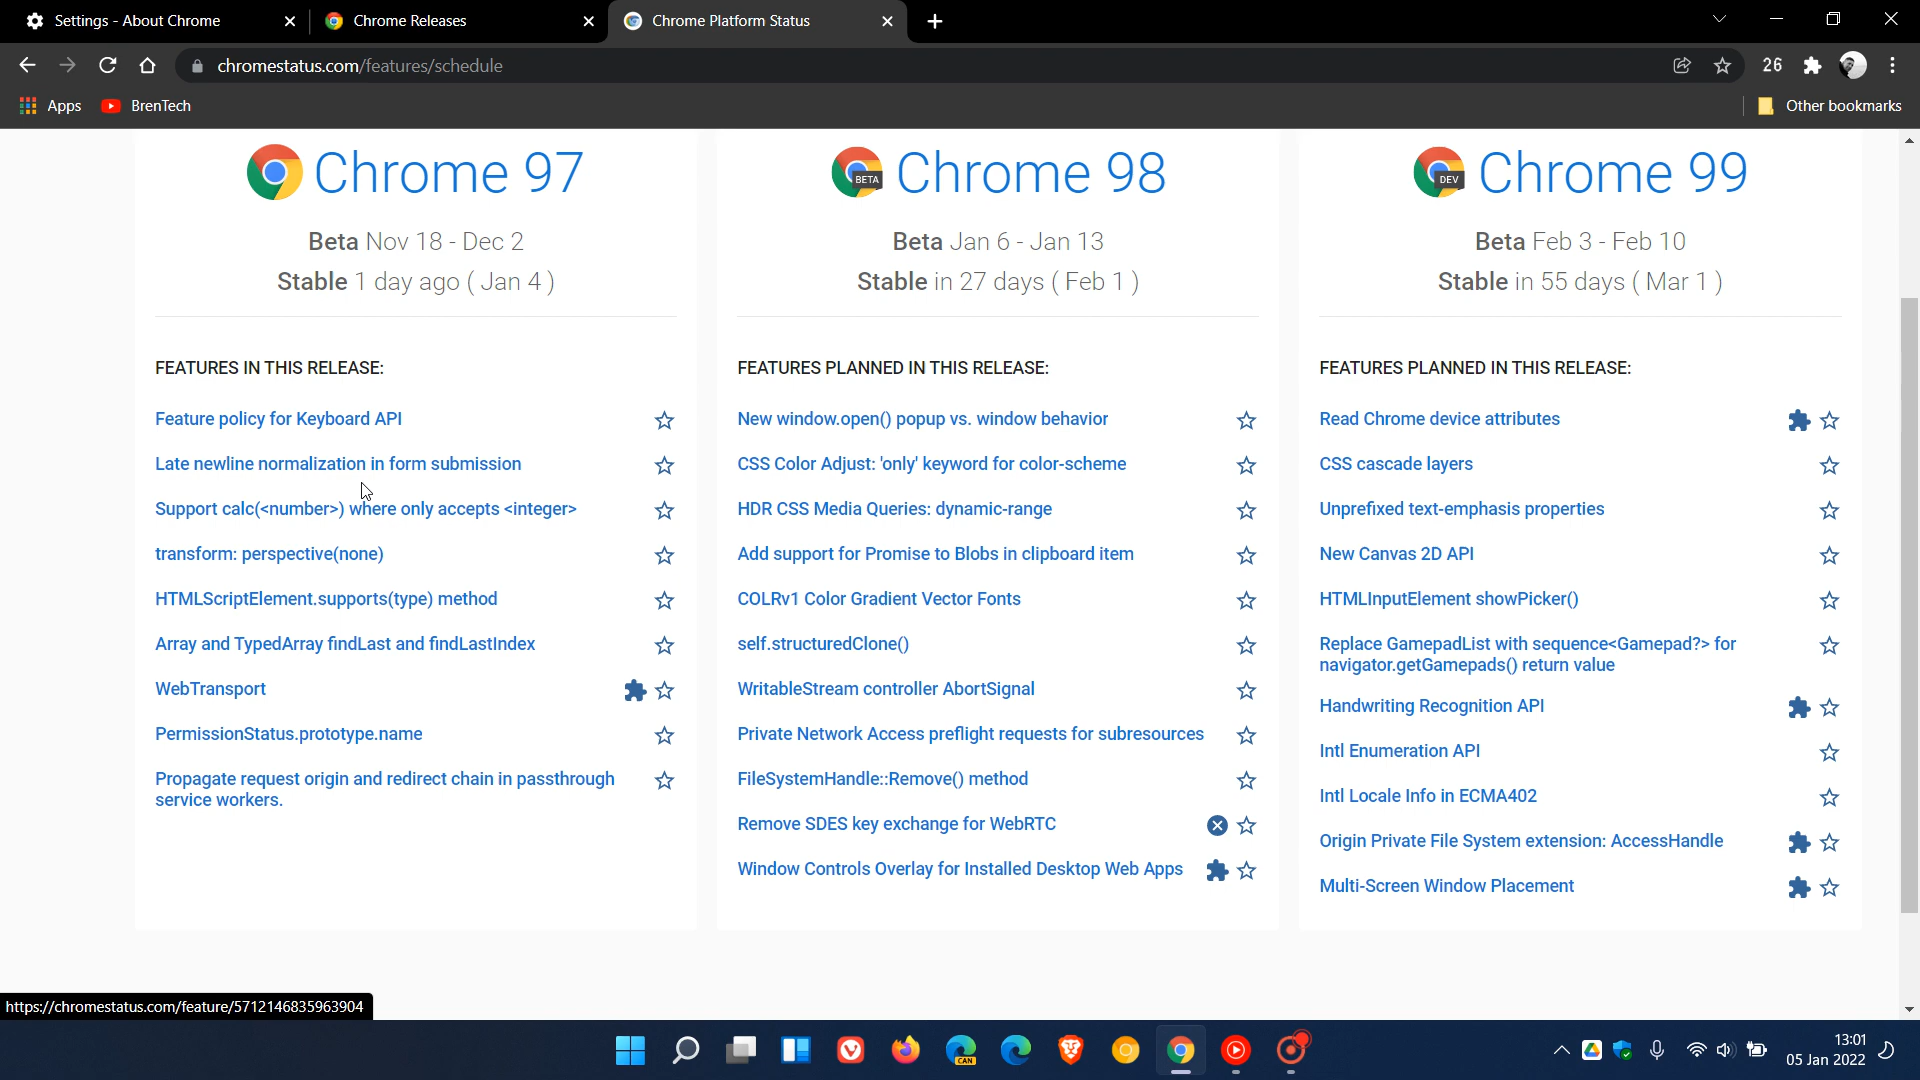 Settings - About Chrome
Chrome Releases
Chrome Platform Status
chromestatus.com/features/schedule
26
Apps
BrenTech
Other bookmarks
Chrome 97
Beta Nov 18 - Dec 2
Stable 1 day ago ( Jan 4 )
FEATURES IN THIS RELEASE:
Feature policy for Keyboard API
Late newline normalization in form submission
Support calc(<number>) where only accepts <integer>
transform: perspective(none)
HTMLScriptElement.supports(type) method
Array and TypedArray findLast and findLastIndex
WebTransport
PermissionStatus.prototype.name
Propagate request origin and redirect chain in passthrough
service workers.
BETA
Chrome 98
Beta Jan 6 - Jan 13
Stable in 27 days ( Feb 1 )
FEATURES PLANNED IN THIS RELEASE:
New window.open() popup vs. window behavior
CSS Color Adjust: 'only' keyword for color-scheme
HDR CSS Media Queries: dynamic-range
Add support for Promise to Blobs in clipboard item
COLRv1 Color Gradient Vector Fonts
self.structuredClone()
WritableStream controller AbortSignal
Private Network Access preflight requests for subresources
FileSystemHandle::Remove() method
Remove SDES key exchange for WebRTC
Window Controls Overlay for Installed Desktop Web Apps
DEV
Chrome 99
Beta Feb 3 - Feb 10
Stable in 55 days ( Mar 1 )
FEATURES PLANNED IN THIS RELEASE:
Read Chrome device attributes
CSS cascade layers
Unprefixed text-emphasis properties
New Canvas 2D API
HTMLInputElement showPicker()
Replace GamepadList with sequence<Gamepad?> for
navigator.getGamepads() return value
Handwriting Recognition API
Intl Enumeration API
Intl Locale Info in ECMA402
Origin Private File System extension: AccessHandle
Multi-Screen Window Placement
https://chromestatus.com/feature/5712146835963904
CAN
13:01
05 Jan 2022